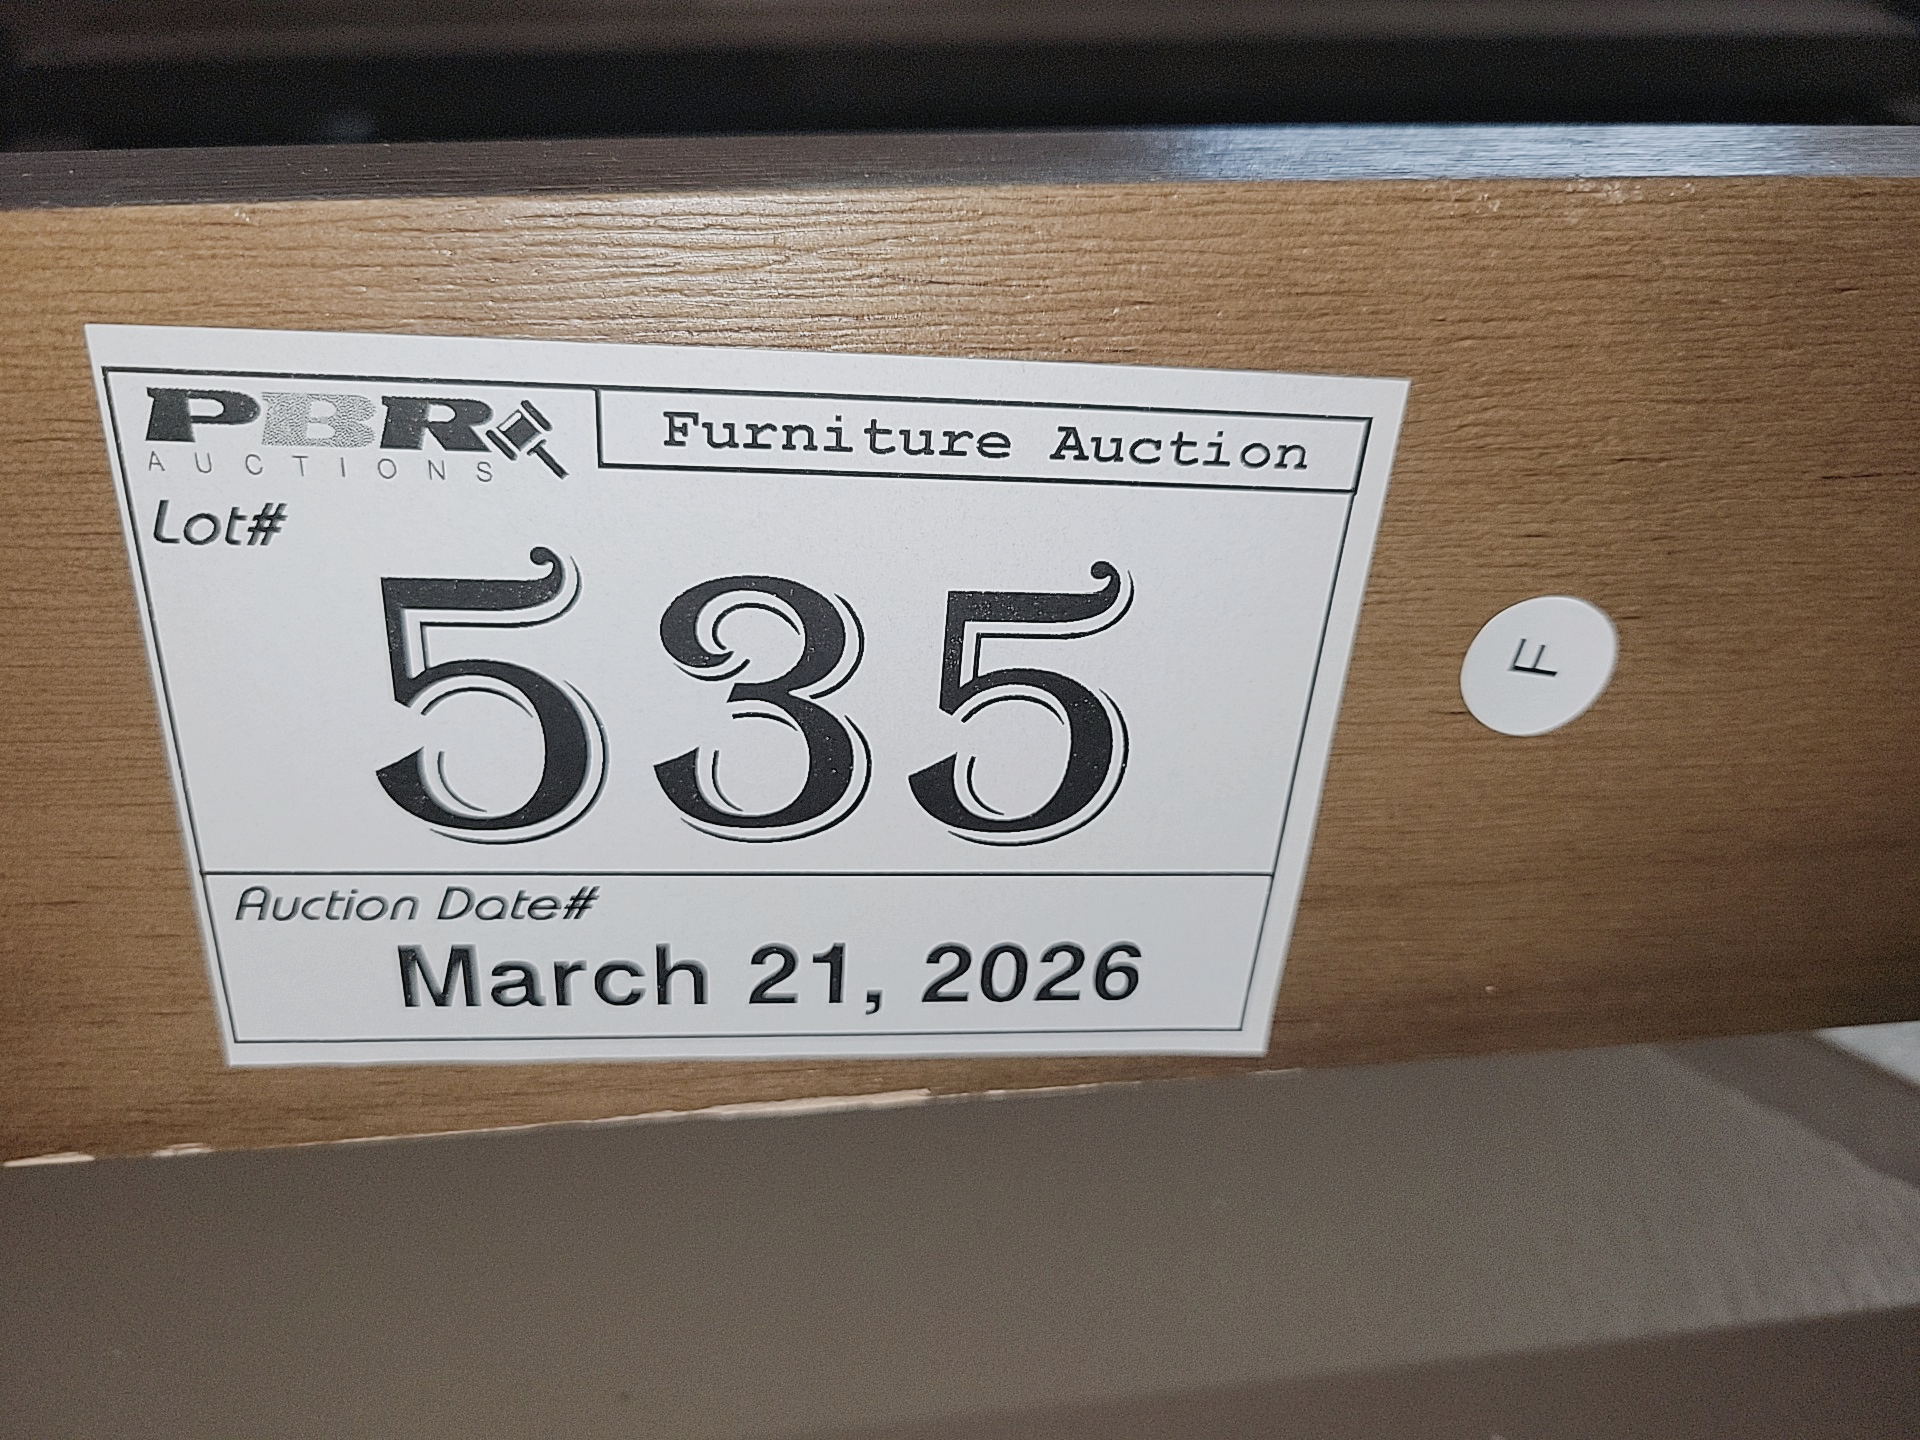 PBR
AUCTIONS
Furniture Auction
Lot#
535
Auction Date#
March 21, 2026
F